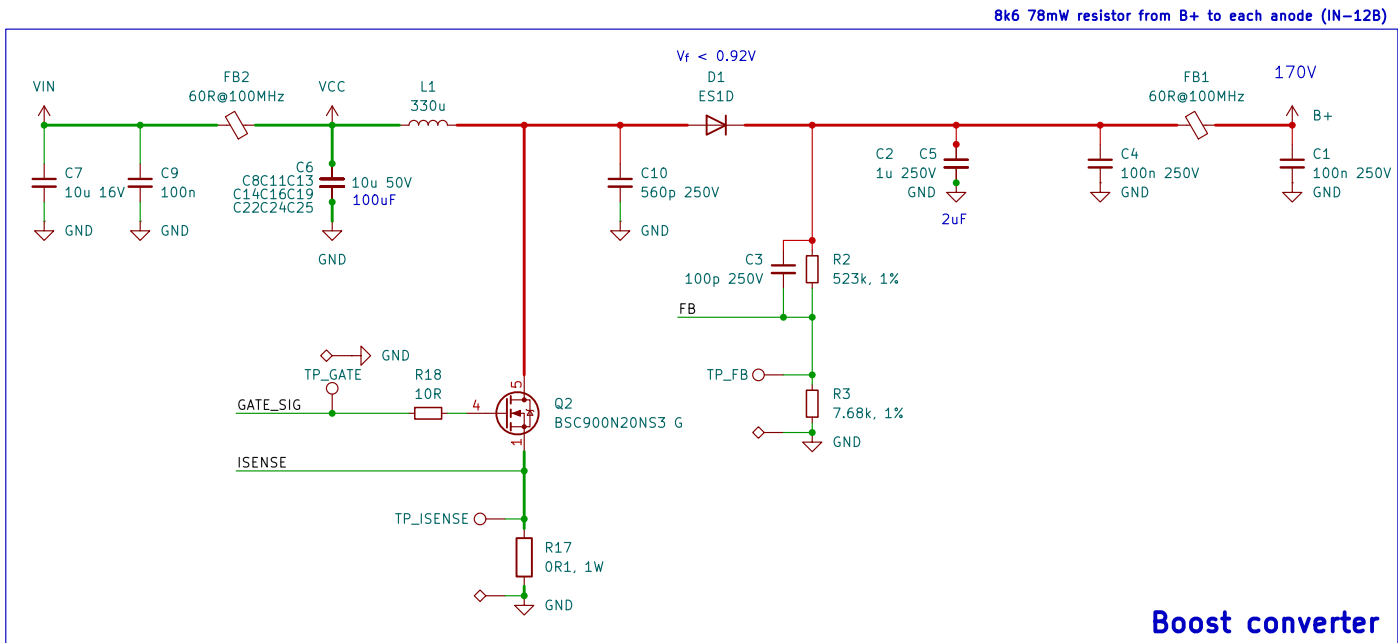 8k6 78mW resistor from B+ to each anode (IN-12B)
Vf < 0.92V
VIN
FB2
60R@100MHz
VCC
L1
330u
D1
ES1D
FB1
60R@100MHz
170V
B+
C7
10u 16V
GND
C9
100n
GND
C6
C8C11C13
C14C16C19
C22C24C25
10u 50V
100uF
GND
C10
560p 250V
GND
C2
C5
1u 250V
GND
2uF
C4
100n 250V
GND
C1
100n 250V
GND
C3
100p 250V
R2
523k, 1%
FB
GND
TP_GATE
R18
10R
GATE_SIG
4
5
1
Q2
BSC900N20NS3 G
TP_FB
R3
7.68k, 1%
GND
ISENSE
TP_ISENSE
R17
0R1, 1W
GND
Boost converter